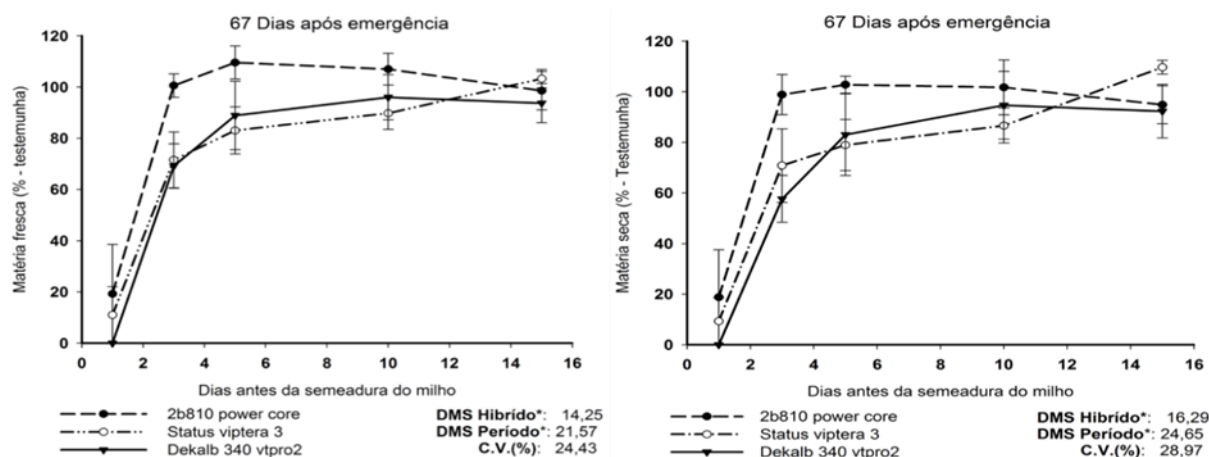 67 Dias após emergência
120
100
80
60
40
20
0
Matéria fresca (% - testemunha)
0 2 4 6 8 10 12 14 16
Dias antes da semeadura do milho
2b810 power core
Status viptera 3
Dekalb 340 vtpro2
DMS Hibrído*: 14,25
DMS Período*: 21,57
C.V.(%): 24,43
67 Dias após emergência
120
100
80
60
40
20
0
Matéria seca (% - Testemunha)
0 2 4 6 8 10 12 14 16
Dias antes da semeadura do milho
2b810 power core
Status viptera 3
Dekalb 340 vtpro2
DMS Hibrído*: 16,29
DMS Período*: 24,65
C.V.(%): 28,97